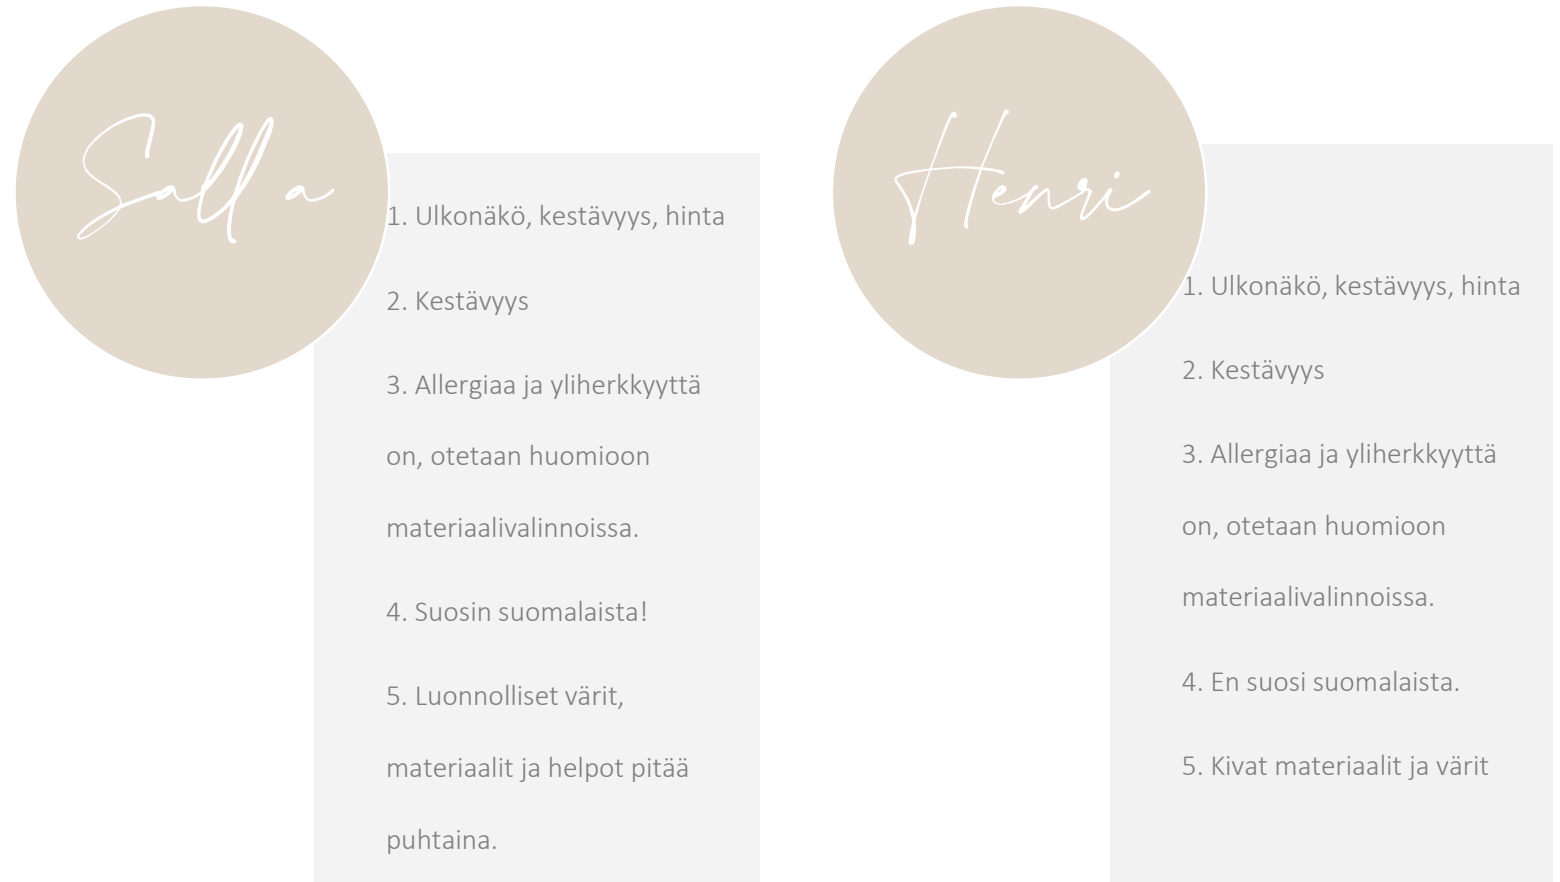 Salla
1. Ulkonäkö, kestävyys, hinta
2. Kestävyys
3. Allergiaa ja yliherkkyyttä
on, otetaan huomioon
materiaalivalinnoissa.
4. Suosin suomalaista!
5. Luonnolliset värit,
materiaalit ja helpot pitää
puhtaina.
Henri
1. Ulkonäkö, kestävyys, hinta
2. Kestävyys
3. Allergiaa ja yliherkkyyttä
on, otetaan huomioon
materiaalivalinnoissa.
4. En suosi suomalaista.
5. Kivat materiaalit ja värit